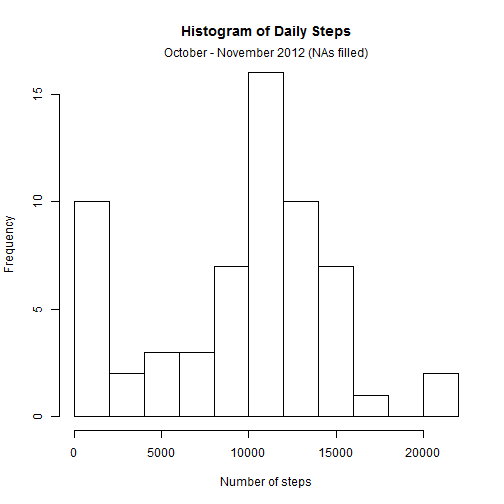 Histogram of Daily Steps
October - November 2012 (NAs filled)
Frequency
15
10
5
0
0 5000 10000 15000 20000
Number of steps